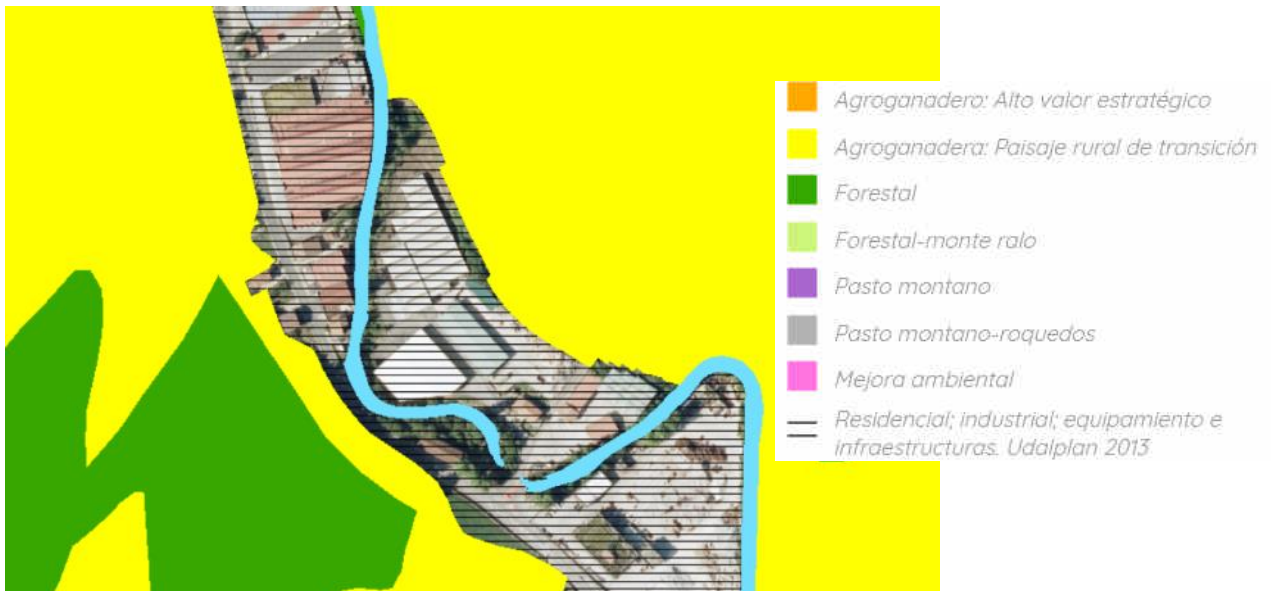 Agroganadero: Alto valor estratégico
Agroganadera: Paisaje rural de transición
Forestal
Forestal-monte ralo
Pasto montano
Pasto montano-roquedos
Mejora ambiental
Residencial; industrial; equipamiento e
infraestructuras. Udalplan 2013